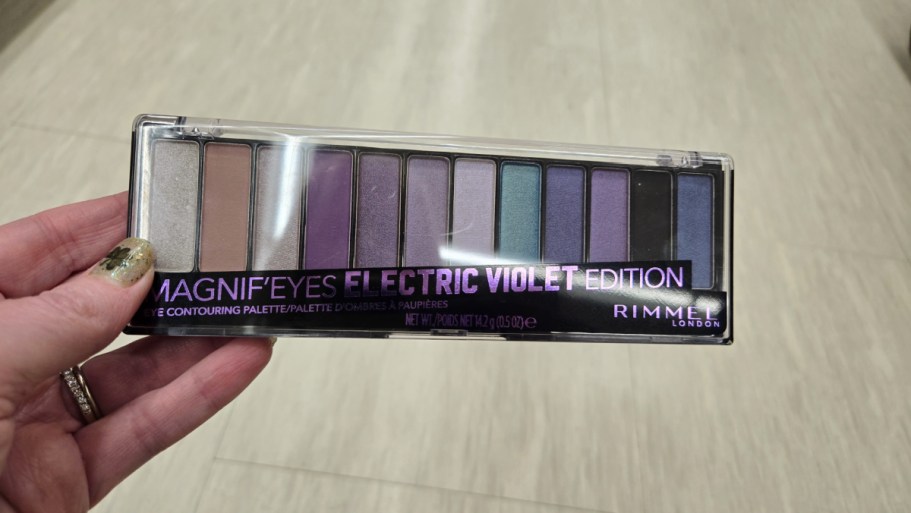 MAGNIF'EYES ELECTRIC VIOLET EDITION
EYE CONTOURING PALETTE/PALETTE D'OMBRES À PAUPIÈRES
NET WT./POIDS NET 14.2 g (0.5 OZ) ℮
RIMMEL
LONDON